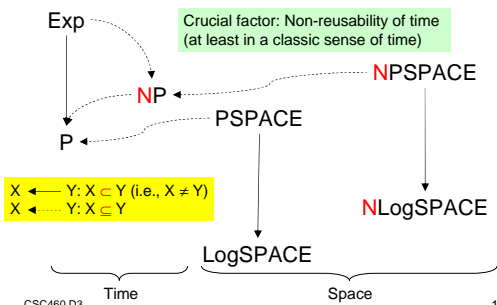 Exp
Crucial factor: Non-reusability of time
(at least in a classic sense of time)
NPSPACE
NP
PSPACE
P
X Y: X ⊂ Y (i.e., X ≠ Y)
X Y: X ⊆ Y
NLogSPACE
LogSPACE
Time
Space
CSC460 D3
1